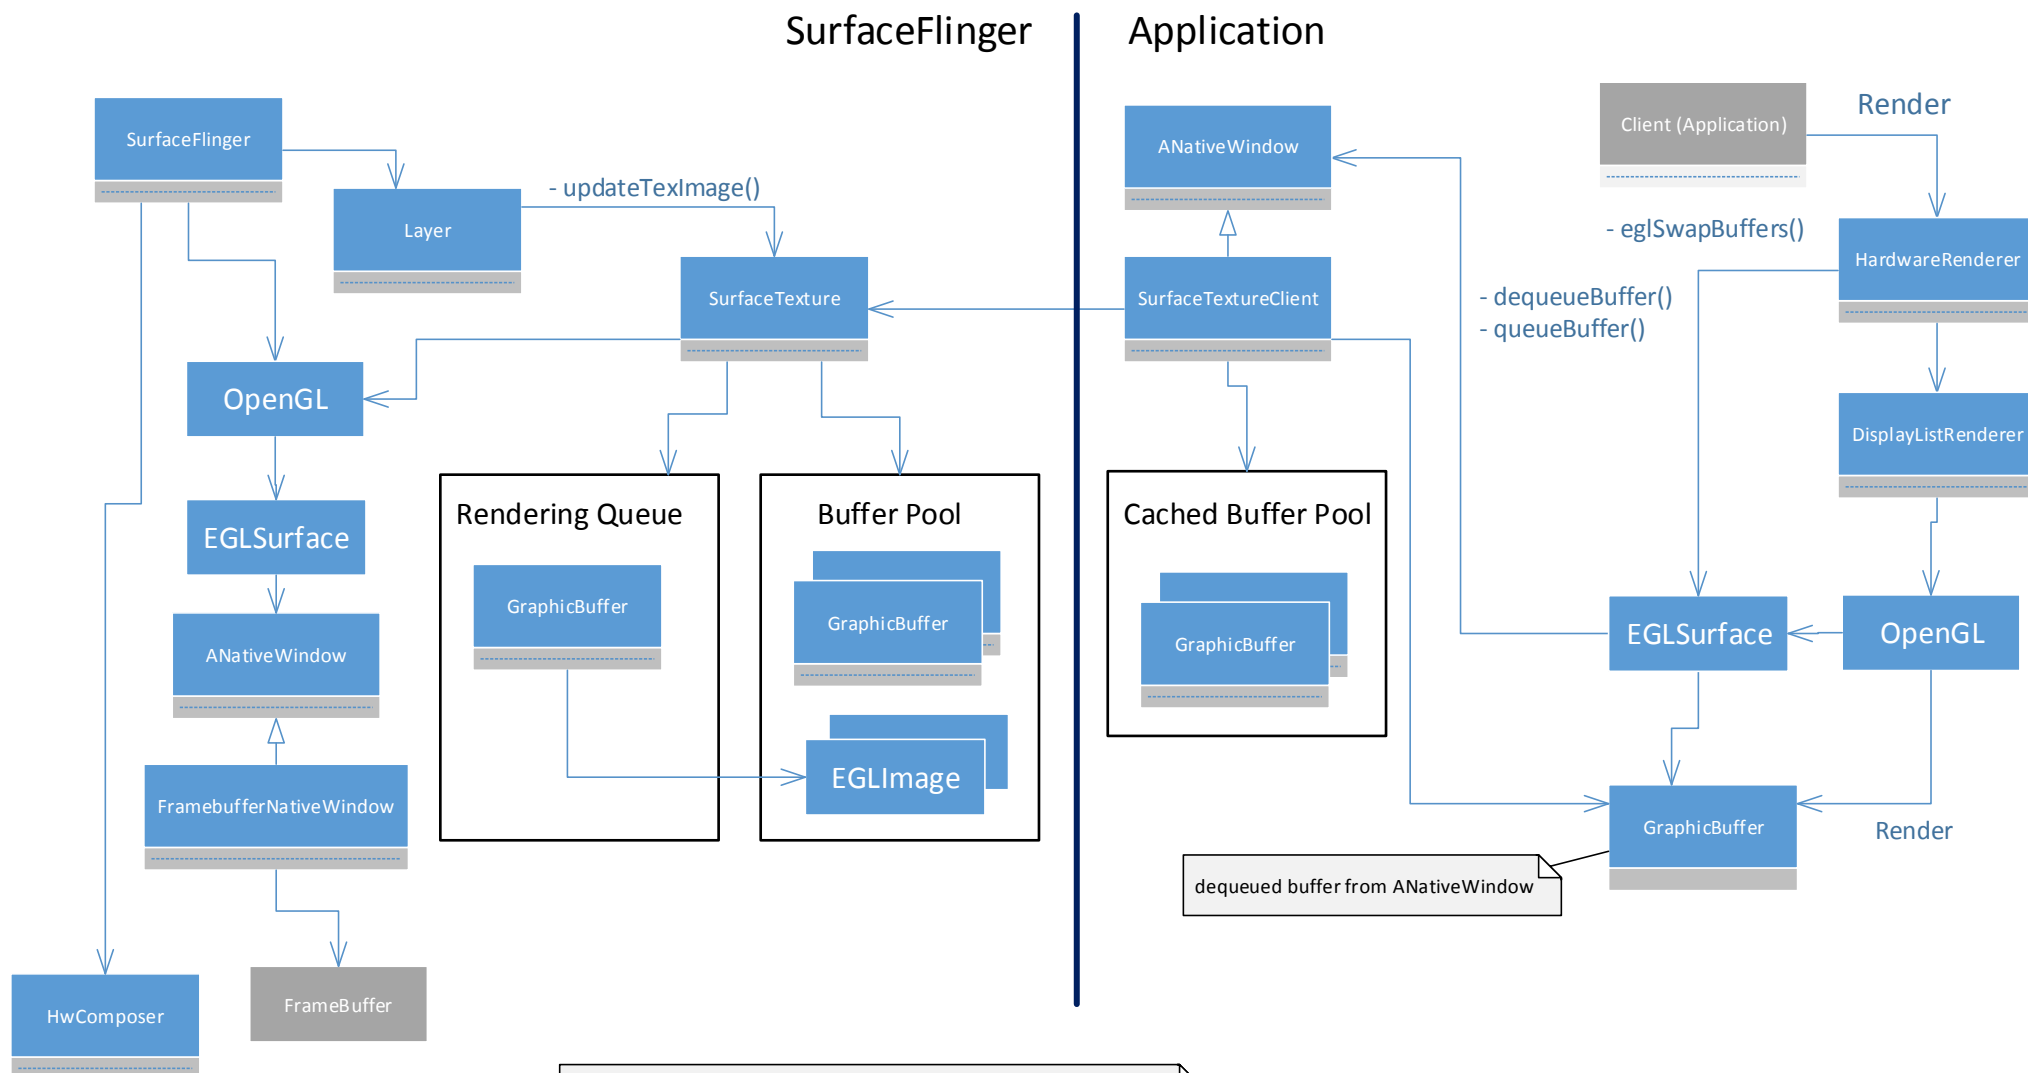 SurfaceFlinger
Application
SurfaceFlinger
Layer
- updateTexImage()
SurfaceTexture
OpenGL
EGLSurface
ANativeWindow
FramebufferNativeWindow
HwComposer
FrameBuffer
Rendering Queue
GraphicBuffer
Buffer Pool
GraphicBuffer
EGLImage
ANativeWindow
SurfaceTextureClient
Cached Buffer Pool
GraphicBuffer
Client (Application)
Render
- eglSwapBuffers()
HardwareRenderer
- dequeueBuffer()
- queueBuffer()
DisplayListRenderer
EGLSurface
OpenGL
GraphicBuffer
Render
dequeued buffer from ANativeWindow